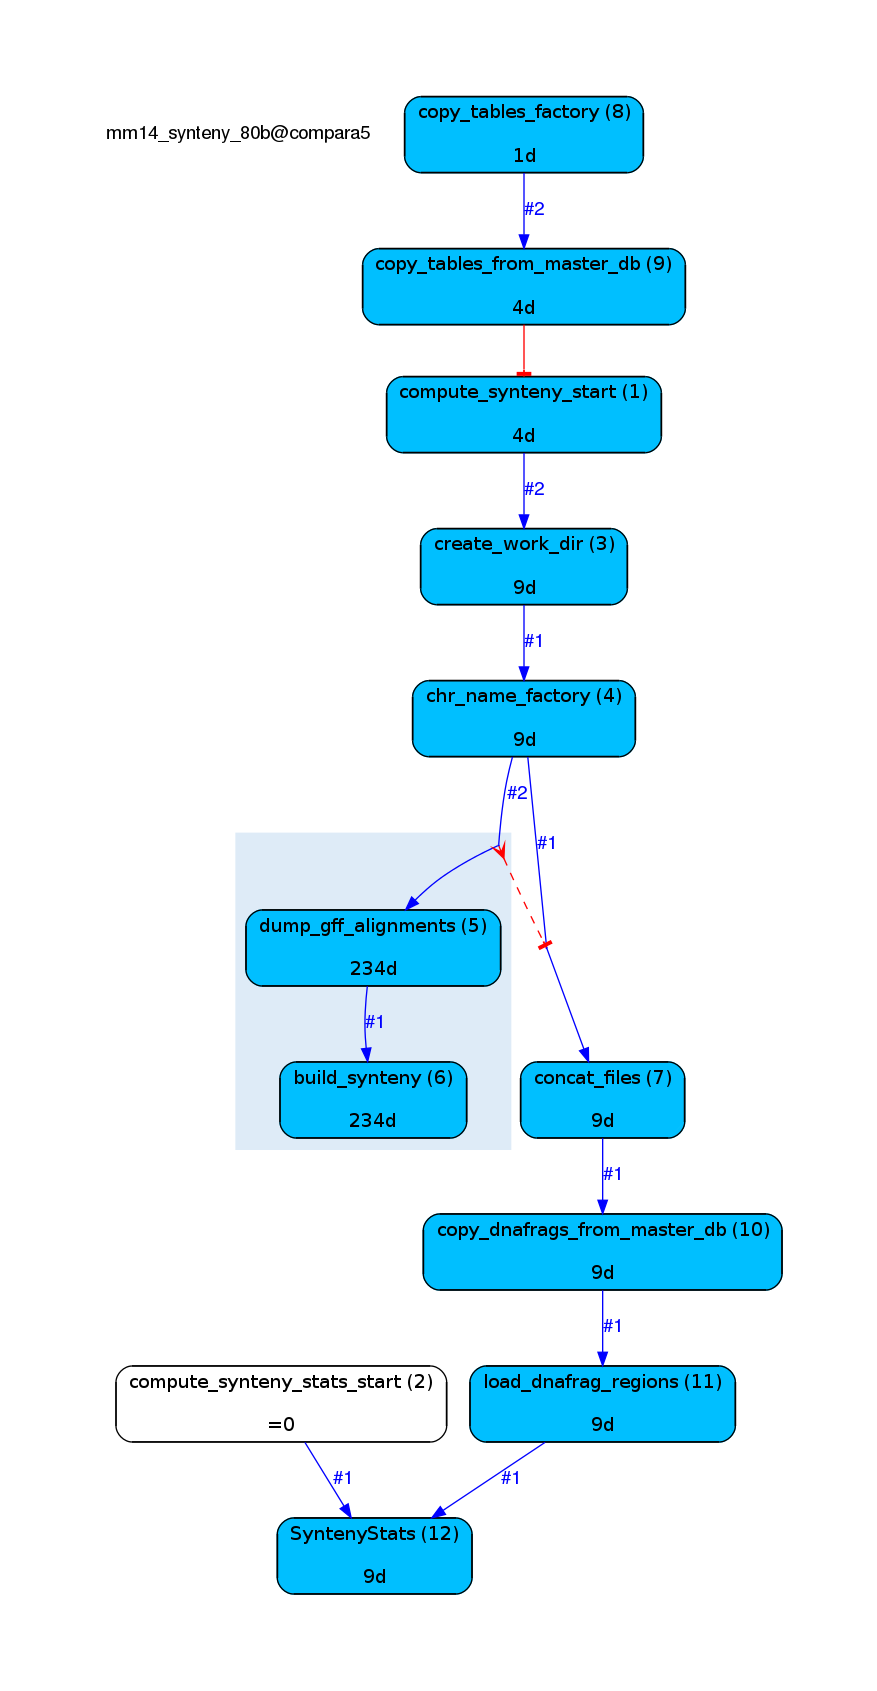 mm14_synteny_80b@compara5
copy_tables_factory (8)
1d
#2
copy_tables_from_master_db (9)
4d
compute_synteny_start (1)
4d
#2
create_work_dir (3)
9d
#1
chr_name_factory (4)
9d
#2
#1
dump_gff_alignments (5)
234d
#1
build_synteny (6)
234d
concat_files (7)
9d
#1
copy_dnafrags_from_master_db (10)
9d
#1
compute_synteny_stats_start (2)
=0
load_dnafrag_regions (11)
9d
#1
#1
SyntenyStats (12)
9d